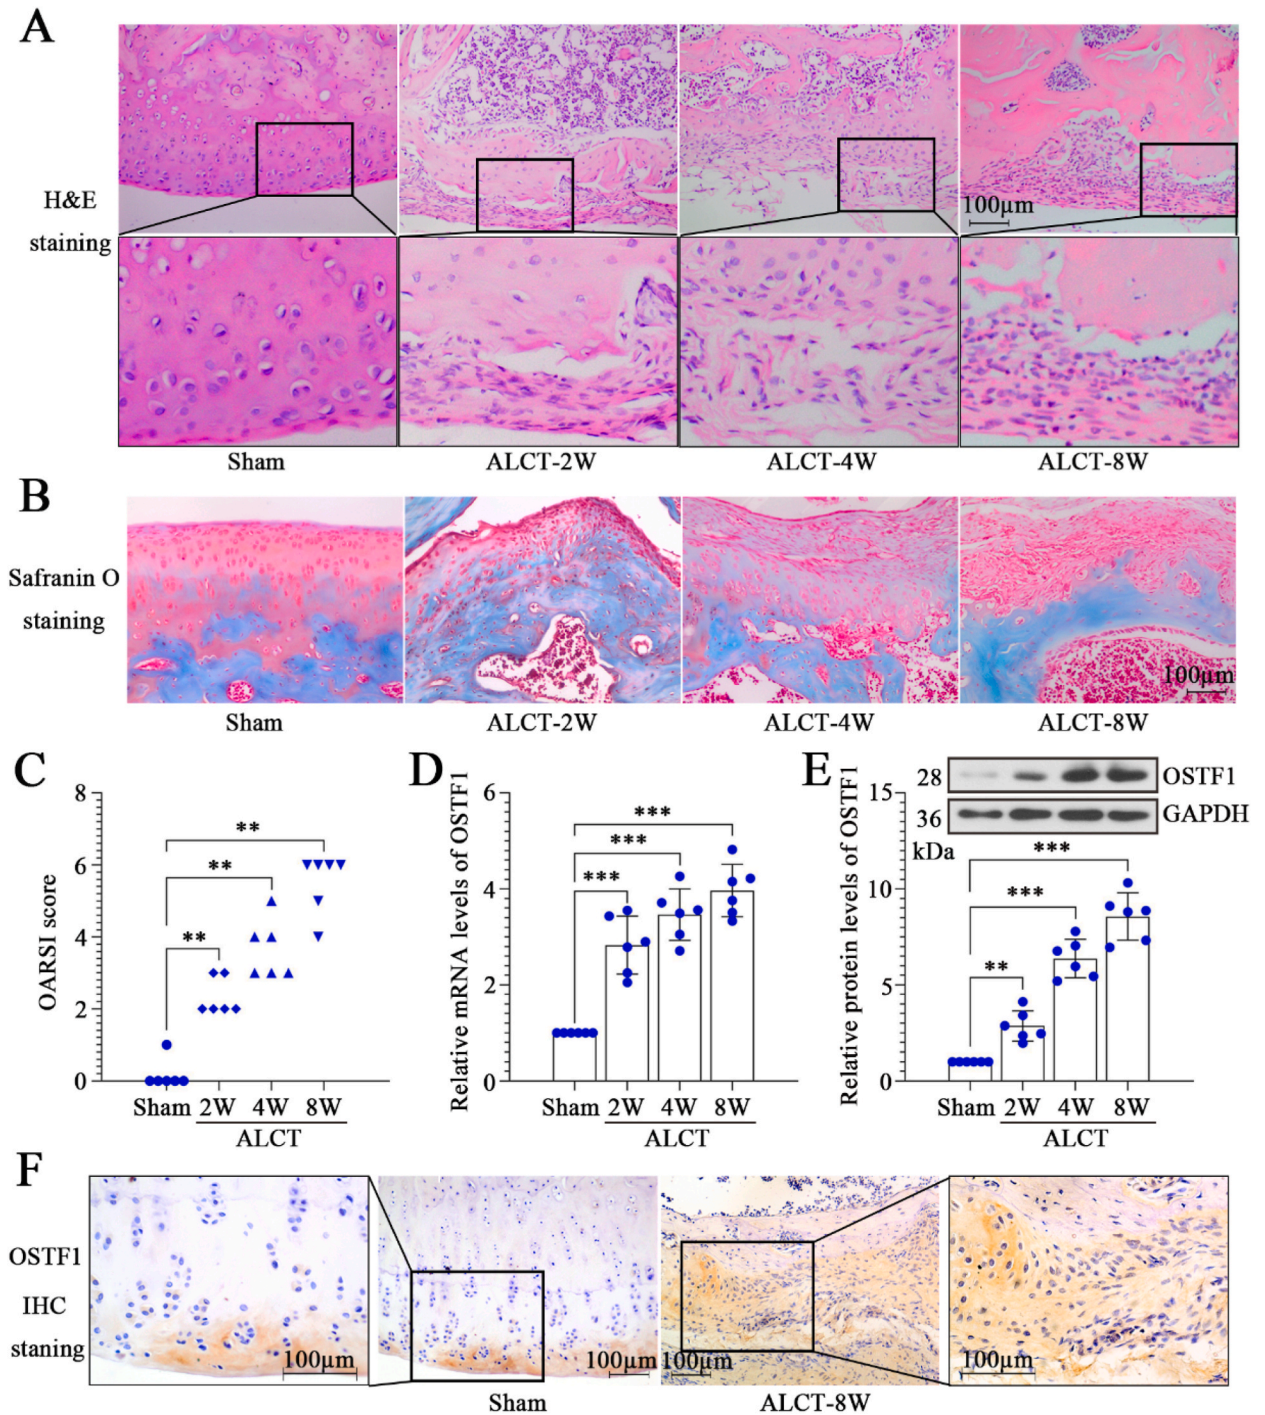 A
H&E
staining
100μm
Sham
ALCT-2W
ALCT-4W
ALCT-8W
B
Safranin O
staining
100μm
Sham
ALCT-2W
ALCT-4W
ALCT-8W
C
OARSI score
8
6
4
2
0
**
**
**
Sham
2W
4W
8W
ALCT
D
Relative mRNA levels of OSTF1
6
4
2
0
***
***
***
Sham
2W
4W
8W
ALCT
E
Relative protein levels of OSTF1
15
10
5
0
28
OSTF1
36
GAPDH
kDa
***
***
**
Sham
2W
4W
8W
ALCT
F
OSTF1
IHC
staning
100μm
100μm
100μm
100μm
Sham
ALCT-8W